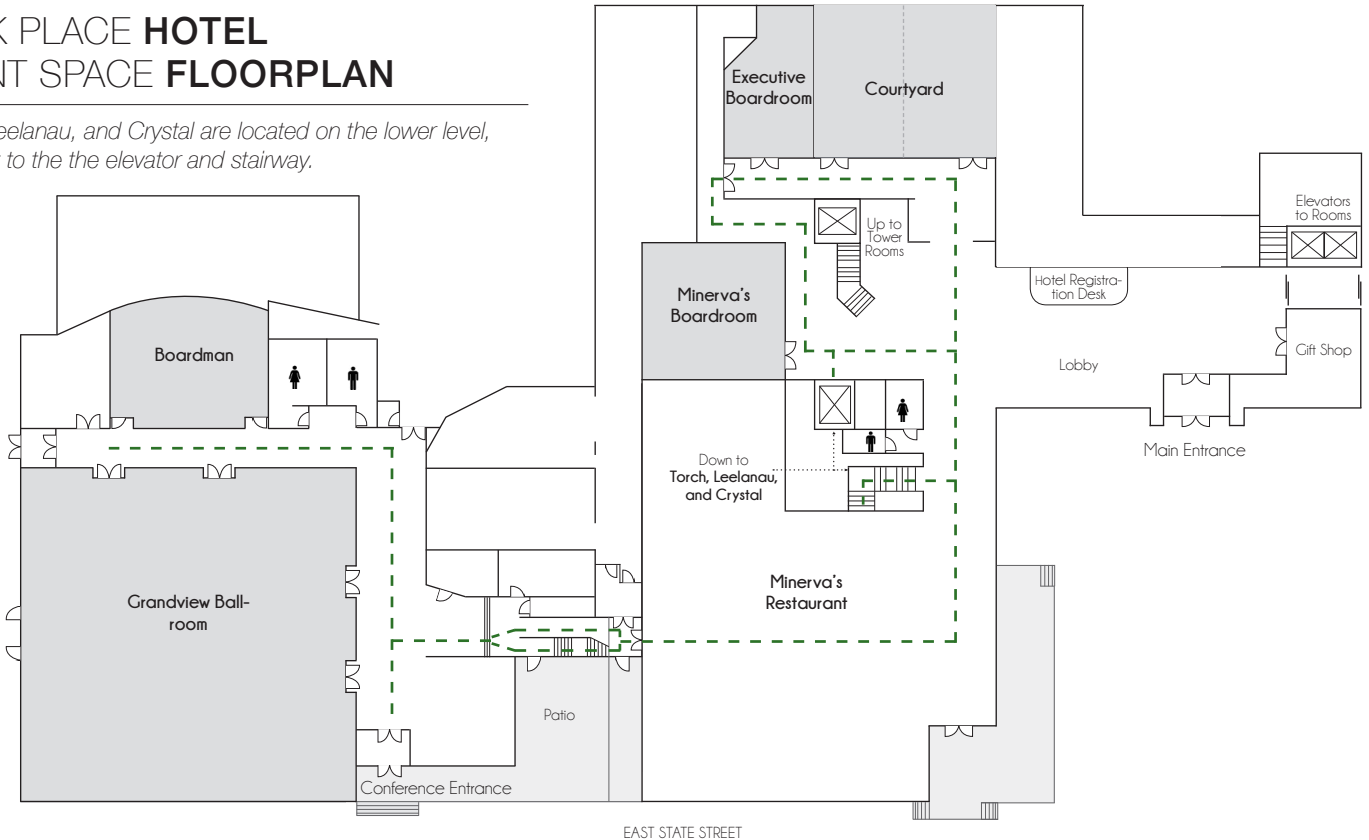 K PLACE HOTEL
NT SPACE FLOORPLAN
eelanau, and Crystal are located on the lower level,
to the the elevator and stairway.
Executive
Boardroom
Courtyard
Elevators
to Rooms
Up to
Tower
Rooms
Hotel Registra-
tion Desk
Minerva's
Boardroom
Boardman
Gift Shop
Lobby
Main Entrance
Down to
Torch, Leelanau,
and Crystal
Minerva's
Restaurant
Grandview Ball-
room
Patio
Conference Entrance
EAST STATE STREET